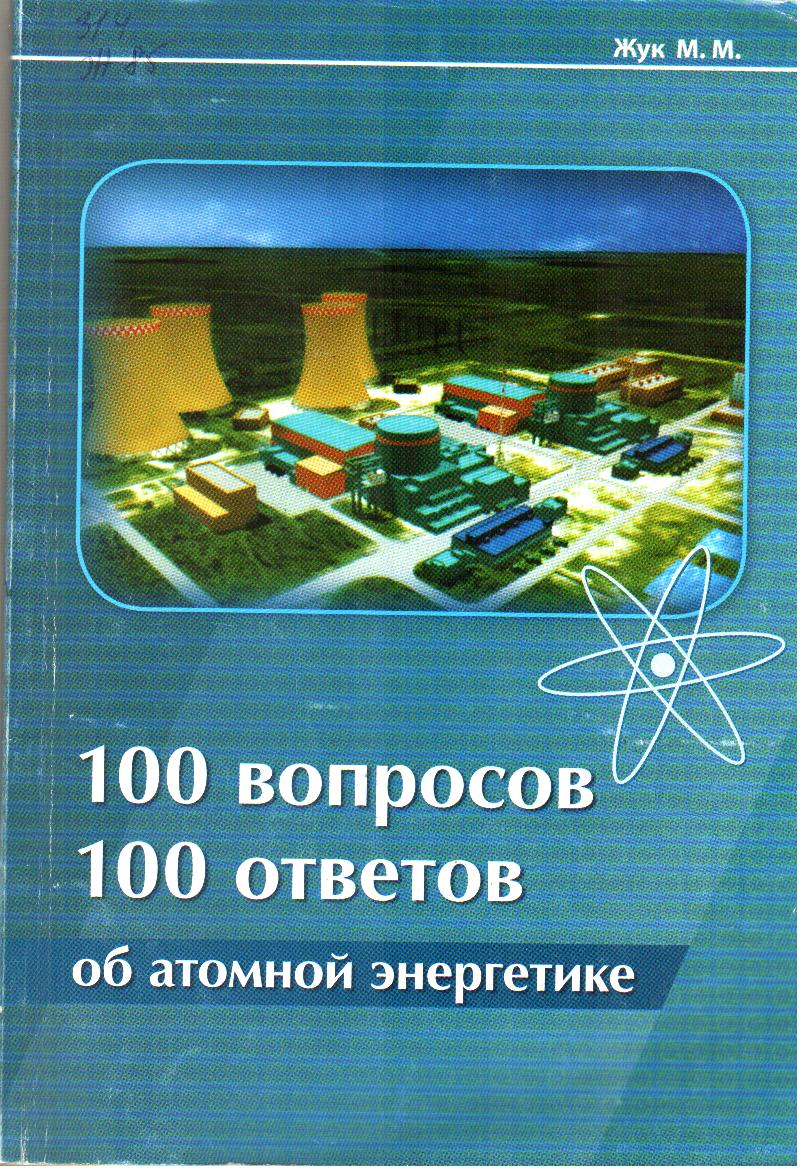 Жук М. М.
100 вопросов
100 ответов
об атомной энергетике